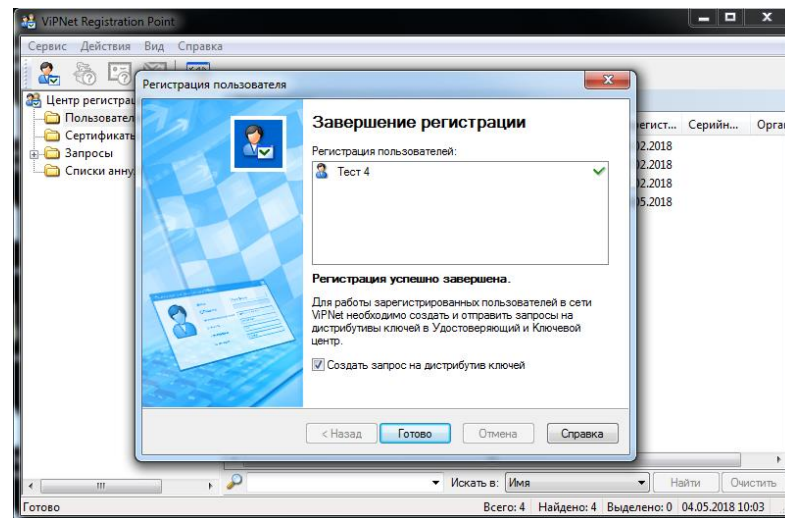 ViPNet Registration Point
Сервис Действия Вид Справка
Регистрация пользователя
Центр регистрац
Пользовател
Сертификать
Запросы
Списки анну
Завершение регистрации
Регистрация пользователей:
Тест 4
Регистрация успешно завершена.
Для работы зарегистрированных пользователей в сети
ViPNet необходимо создать и отправить запросы на
дистрибутивы ключей в Удостоверяющий и Ключевой
центр.
Создать запрос на дистрибутив ключей
< Назад Готово Отмена Справка
егист... Серийн... Орга
02.2018
02.2018
02.2018
05.2018
Искать в: Имя Найти Очистить
Готово Всего: 4 Найдено: 4 Выделено: 0 04.05.2018 10:03